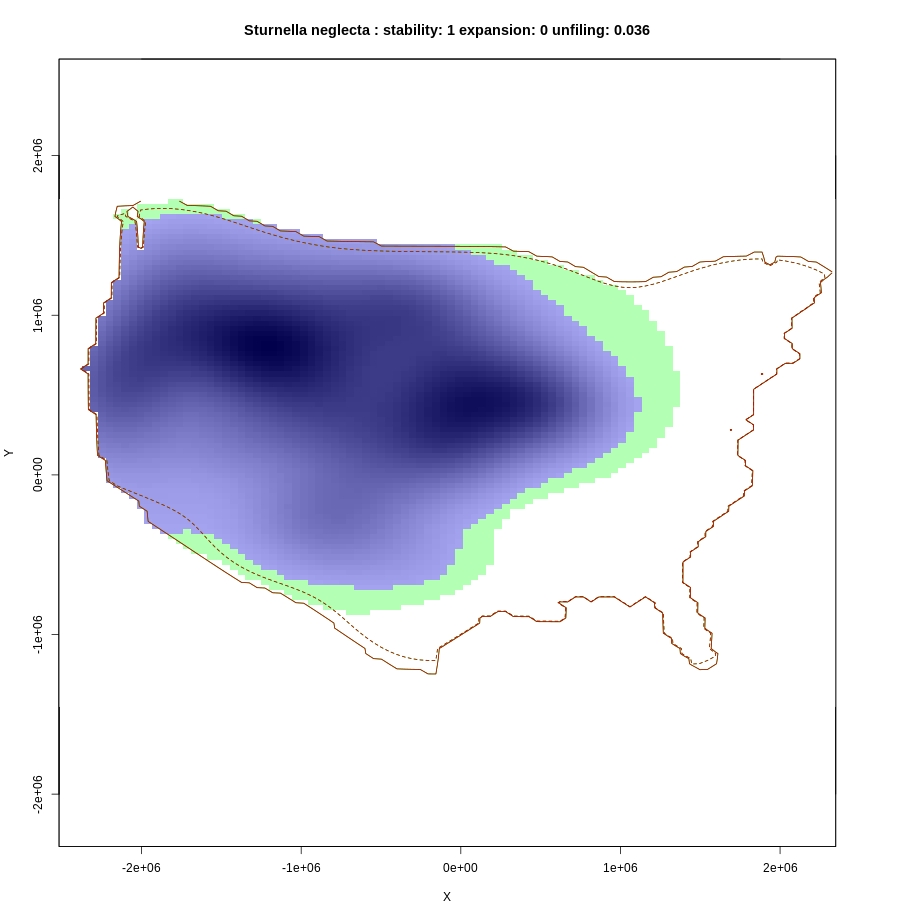 Sturnella neglecta : stability: 1 expansion: 0 unfiling: 0.036
2e+06
1e+06
0e+00
-1e+06
-2e+06
Y
-2e+06 -1e+06 0e+00 1e+06 2e+06
X